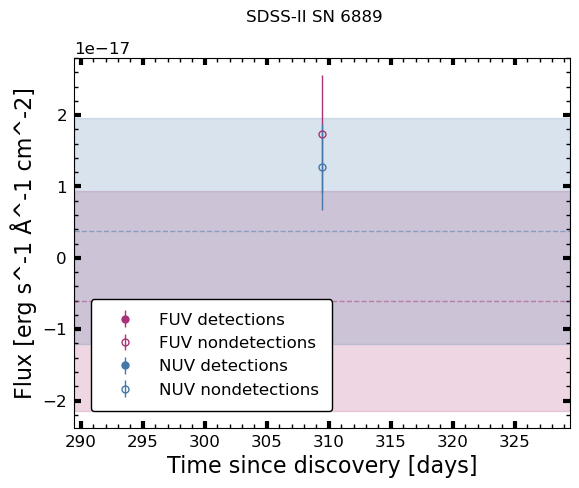 SDSS-II SN 6889
1e−17
Flux [erg s^-1 Å^-1 cm^-2]
2
1
0
−1
−2
FUV detections
FUV nondetections
NUV detections
NUV nondetections
290 295 300 305 310 315 320 325
Time since discovery [days]